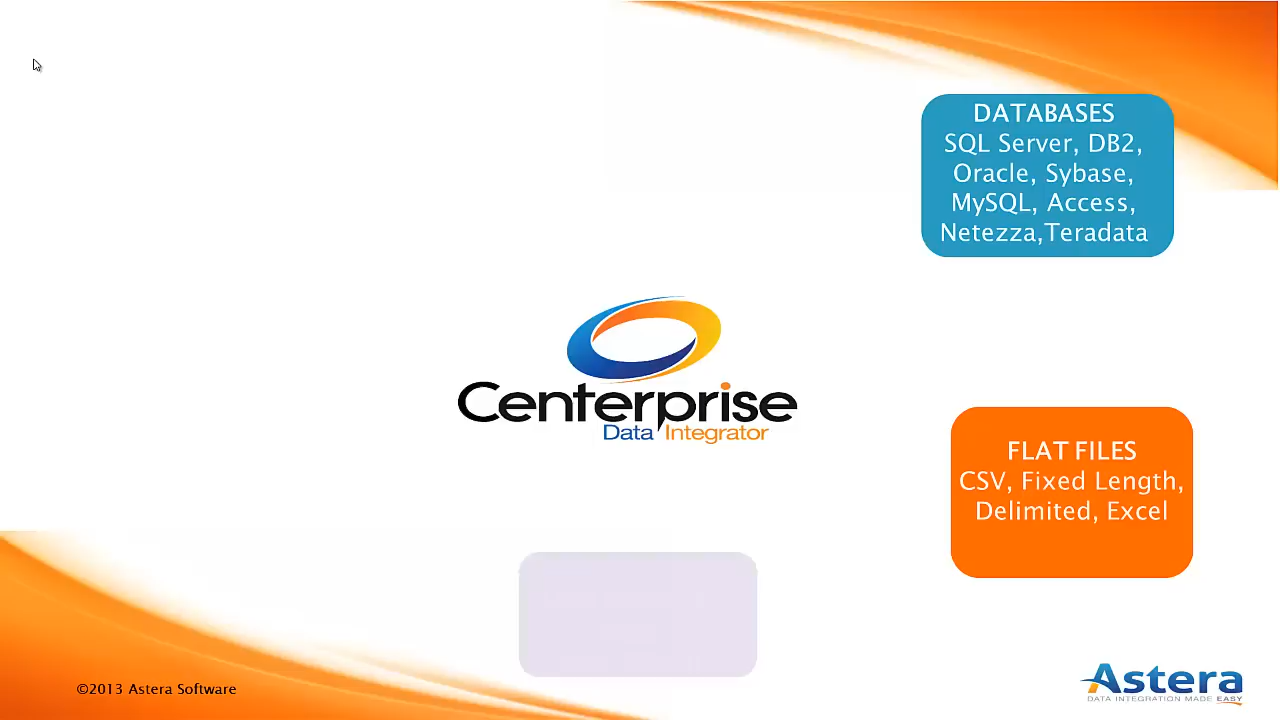 DATABASES
SQL Server, DB2,
Oracle, Sybase,
MySQL, Access,
Netezza,Teradata
Centerprise
Data Integrator
FLAT FILES
CSV, Fixed Length,
Delimited, Excel
©2013 Astera Software
Astera
DATA INTEGRATION MADE EASY